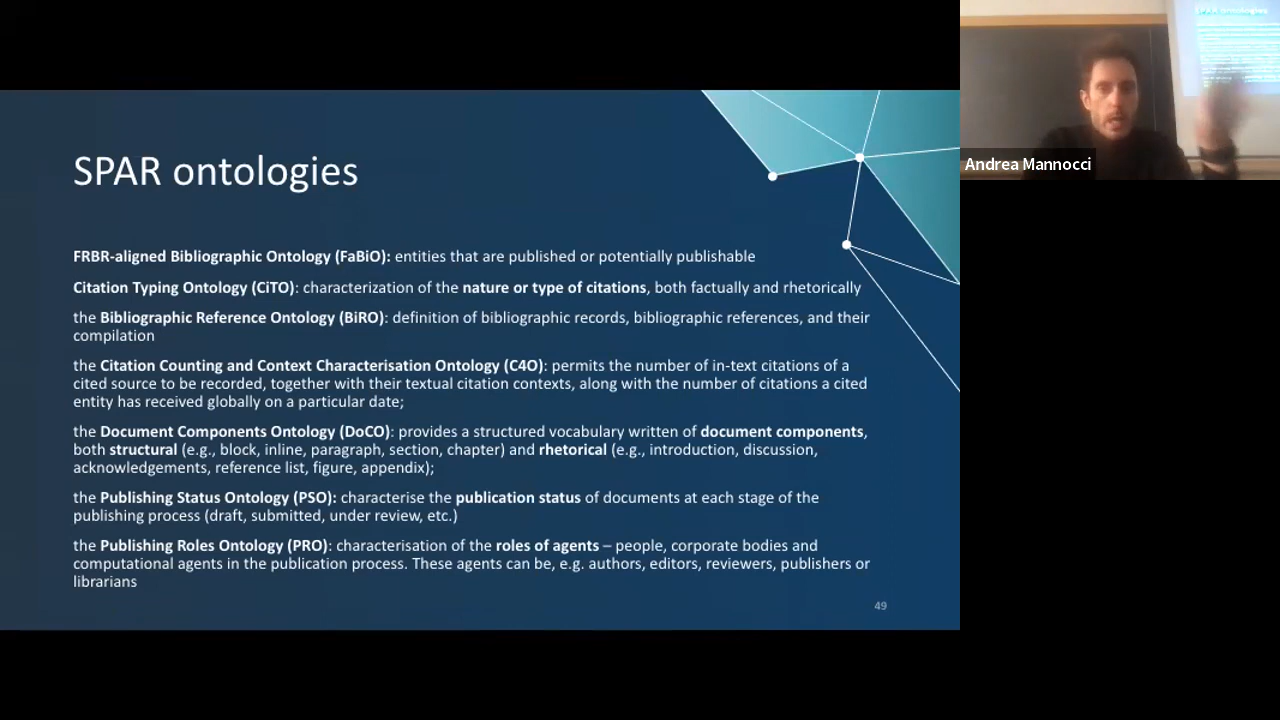 SPAR ontologies
FRBR-aligned Bibliographic Ontology (FaBiO): entities that are published or potentially publishable
Citation Typing Ontology (CiTO): characterization of the nature or type of citations, both factually and rhetorically
the Bibliographic Reference Ontology (BiRO): definition of bibliographic records, bibliographic references, and their
compilation
the Citation Counting and Context Characterisation Ontology (C4O): permits the number of in-text citations of a
cited source to be recorded, together with their textual citation contexts, along with the number of citations a cited
entity has received globally on a particular date;
the Document Components Ontology (DoCO): provides a structured vocabulary written of document components,
both structural (e.g., block, inline, paragraph, section, chapter) and rhetorical (e.g., introduction, discussion,
acknowledgements, reference list, figure, appendix);
the Publishing Status Ontology (PSO): characterise the publication status of documents at each stage of the
publishing process (draft, submitted, under review, etc.)
the Publishing Roles Ontology (PRO): characterisation of the roles of agents – people, corporate bodies and
computational agents in the publication process. These agents can be, e.g. authors, editors, reviewers, publishers or
librarians
49
Andrea Mannocci